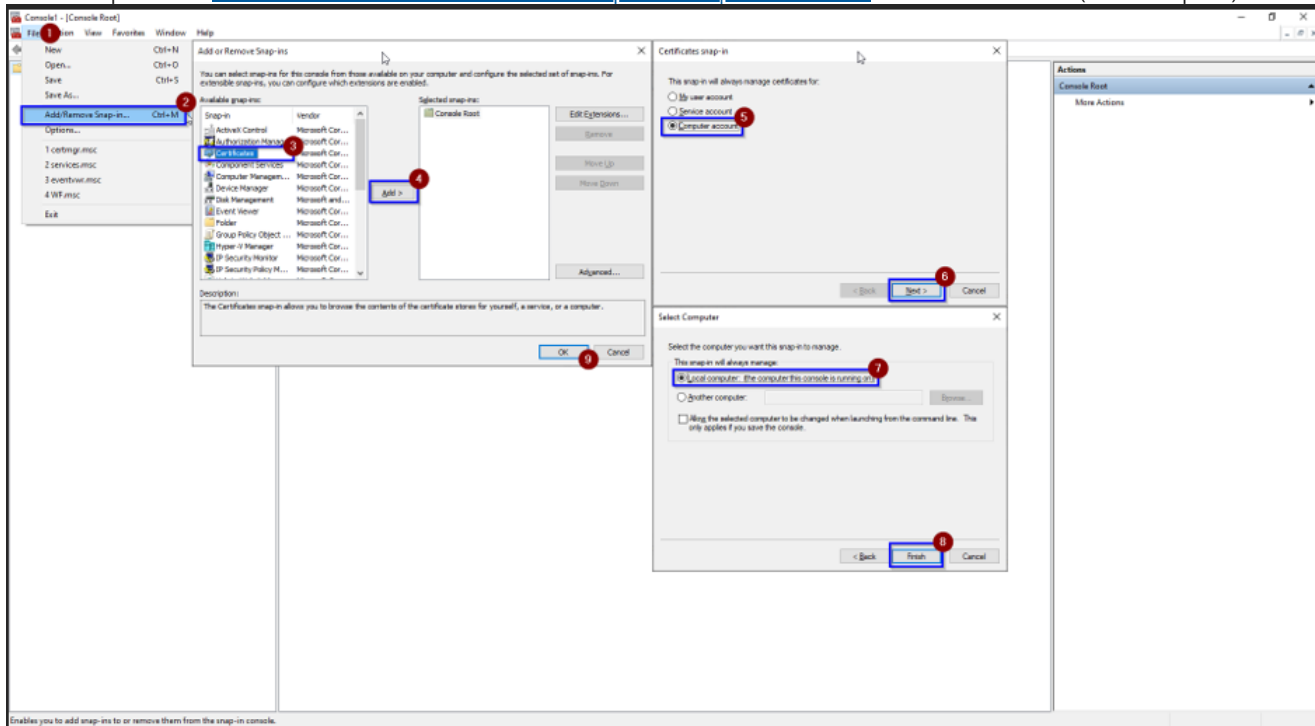 Console1 - [Console Root]
File Action View Favorites Window Help
1
New Ctrl+N
Open... Ctrl+O
Save Ctrl+S
Save As...
2
Add/Remove Snap-in... Ctrl+M
Options...
1 certmgr.msc
2 services.msc
3 eventvwr.msc
4 WF.msc
Exit
Add or Remove Snap-ins
You can select snap-ins for this console from those available on your computer and configure the selected set of snap-ins. For
extensible snap-ins, you can configure which extensions are enabled.
Available snap-ins:
Snap-in Vendor
ActiveX Control Microsoft Cor...
Authorization Manag Microsoft Cor...
3
Certificates Microsoft Cor...
Component Services Microsoft Cor...
Computer Managem... Microsoft Cor...
Device Manager Microsoft Cor...
Disk Management Microsoft and...
Event Viewer Microsoft Cor...
Folder Microsoft Cor...
Group Policy Object ... Microsoft Cor...
Hyper-V Manager Microsoft Cor...
IP Security Monitor Microsoft Cor...
IP Security Policy M... Microsoft Cor...
4
Add >
Selected snap-ins:
Console Root
Edit Extensions...
Remove
Move Up
Move Down
Advanced...
Description:
The Certificates snap-in allows you to browse the contents of the certificate stores for yourself, a service, or a computer.
OK
9
Cancel
Certificates snap-in
This snap-in will always manage certificates for:
My user account
Service account
5
Computer account
6
< Back Next > Cancel
Select Computer
Select the computer you want this snap-in to manage.
This snap-in will always manage:
7
Local computer: (the computer this console is running on)
Another computer: Browse...
Allow the selected computer to be changed when launching from the command line. This
only applies if you save the console.
8
< Back Finish Cancel
Actions
Console Root
More Actions
Enables you to add snap-ins to or remove them from the snap-in console.